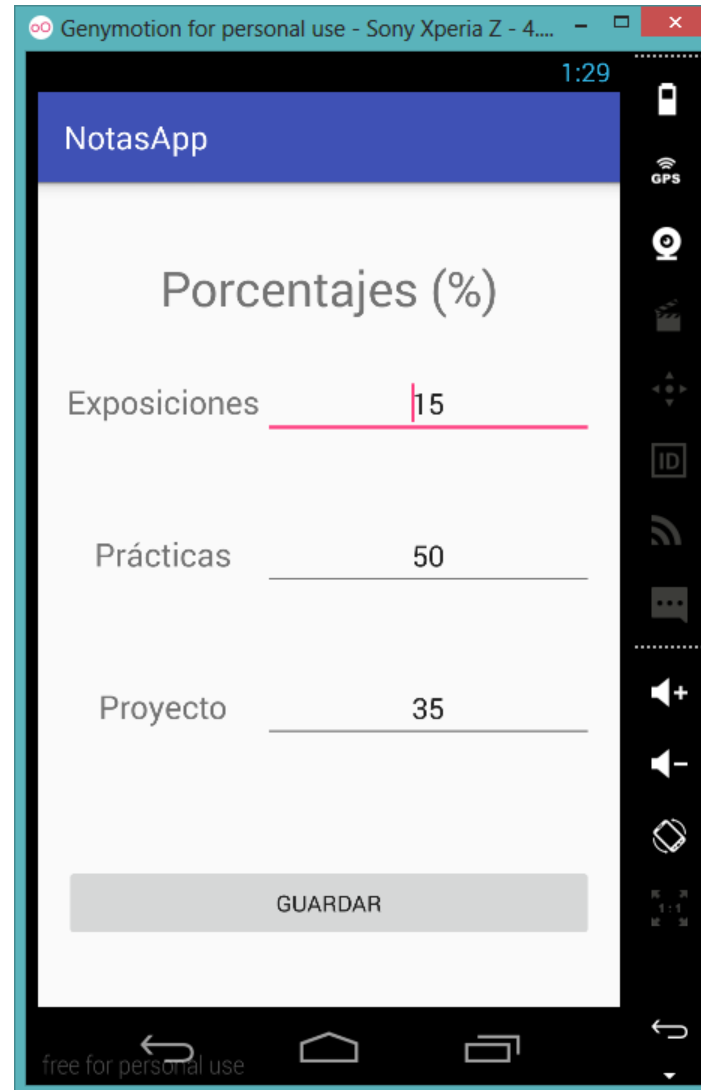 Genymotion for personal use - Sony Xperia Z - 4....
1:29
NotasApp
GPS
Porcentajes (%)
Exposiciones 15
ID
Prácticas 50
Proyecto 35
GUARDAR
1:1
free for personal use